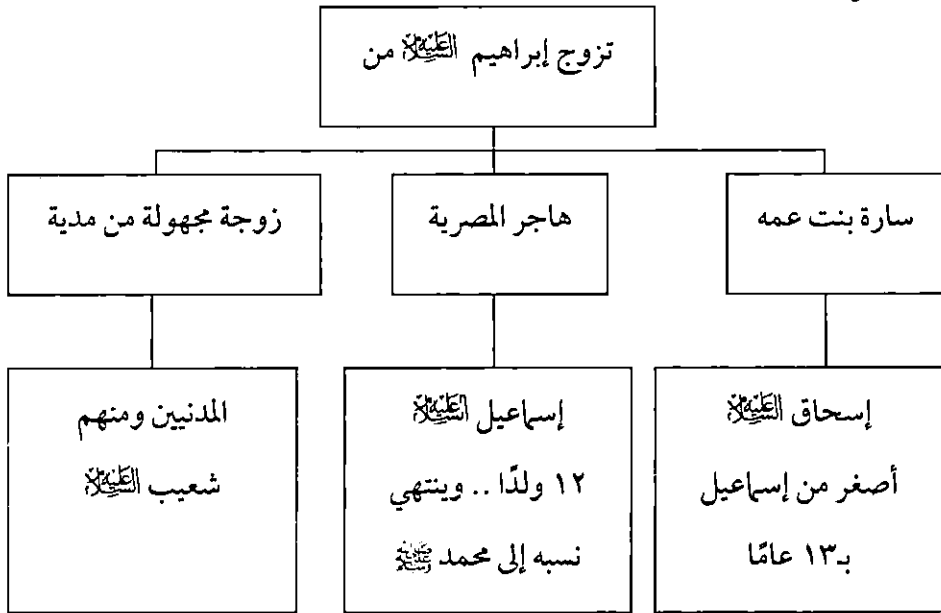 تزوج إبراهيم عليه السلام من
سارة بنت عمه
هاجر المصرية
زوجة مجهولة من مدية
إسحاق عليه السلام
أصغر من إسماعيل
بـ١٣ عامًا
إسماعيل عليه السلام
١٢ ولدًا .. وينتهي
نسبه إلى محمد ﷺ
المدنيين ومنهم
شعيب عليه السلام